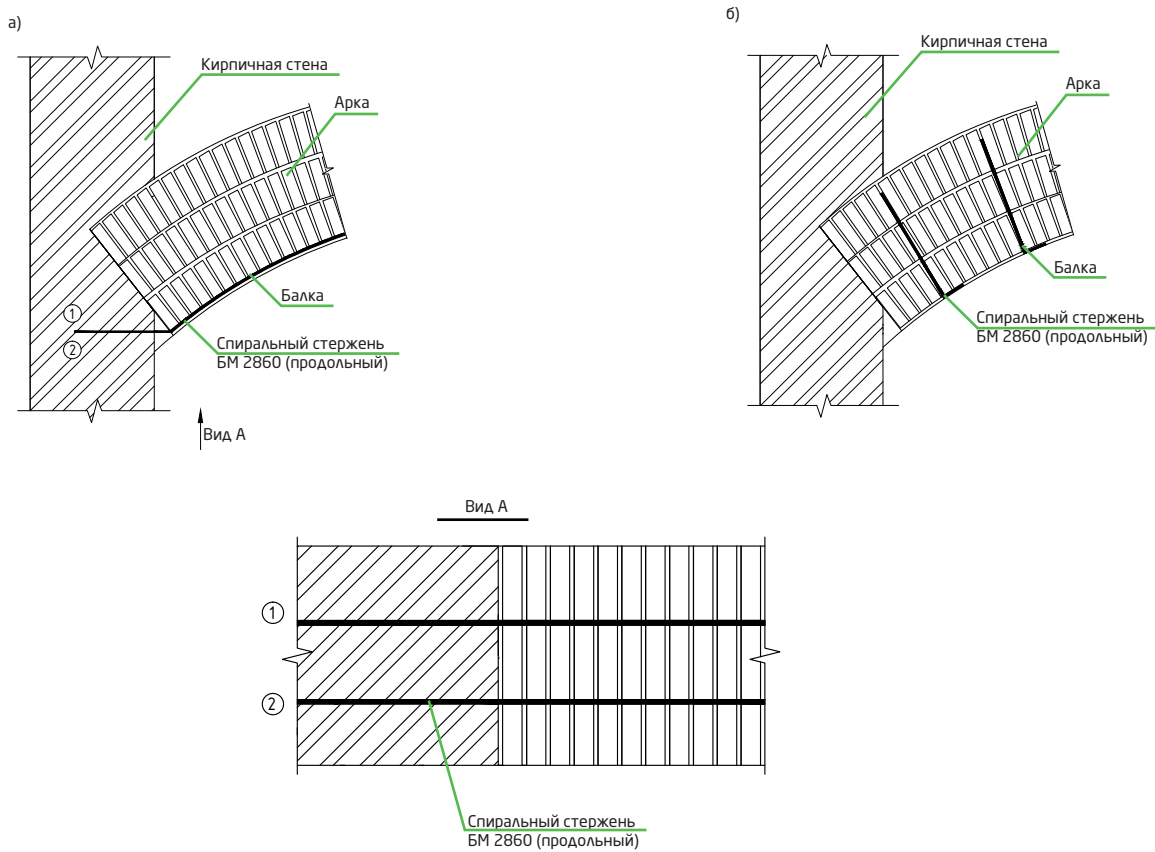 а)
Кирпичная стена
Арка
Балка
①
②
Спиральный стержень
БМ 2860 (продольный)
Вид А
б)
Кирпичная стена
Арка
Балка
Спиральный стержень
БМ 2860 (продольный)
Вид А
①
②
Спиральный стержень
БМ 2860 (продольный)